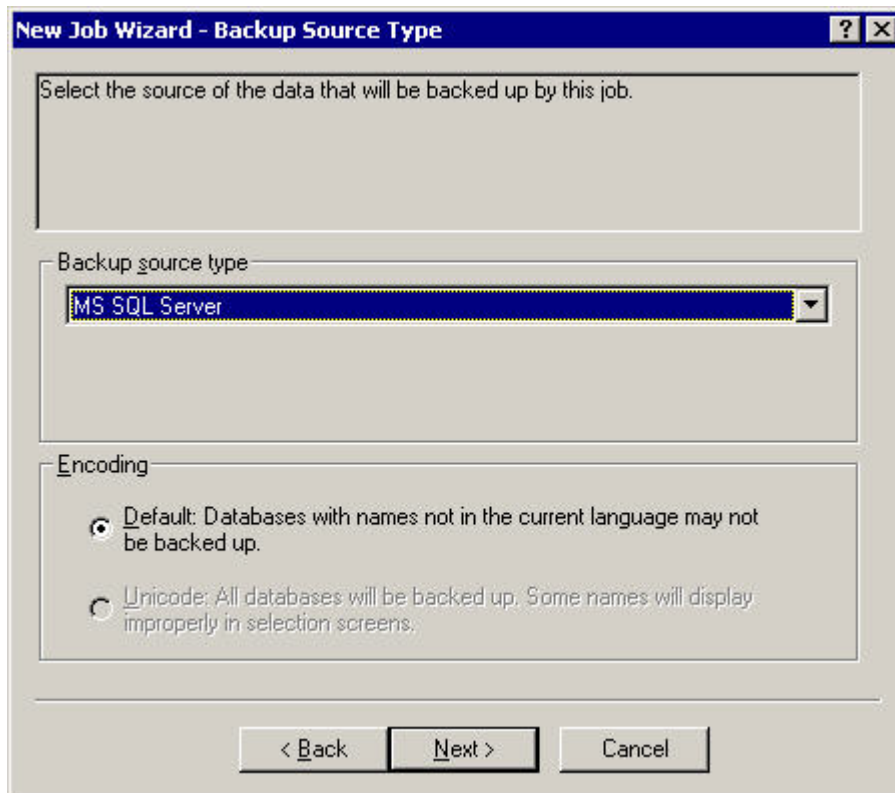 New Job Wizard - Backup Source Type
Select the source of the data that will be backed up by this job.
Backup source type
MS SQL Server
Encoding
Default: Databases with names not in the current language may not
be backed up.
Unicode: All databases will be backed up. Some names will display
improperly in selection screens.
< Back
Next >
Cancel